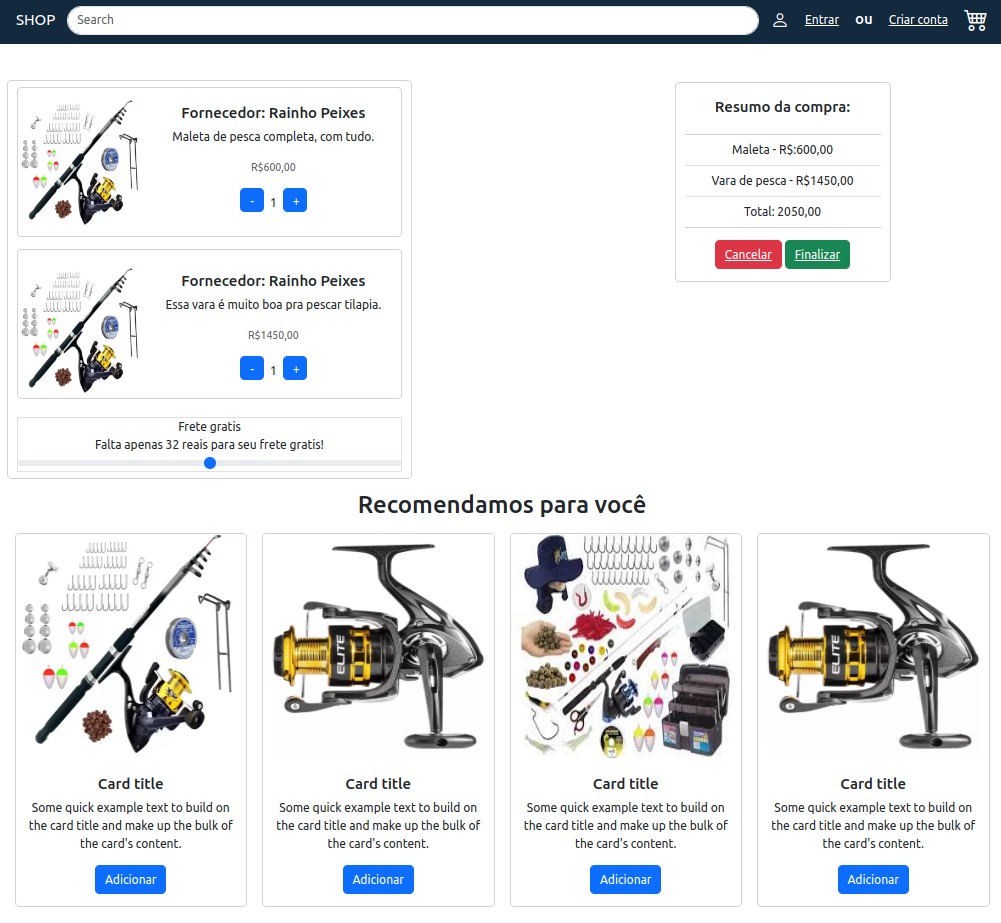 SHOP Search Entrar ou Criar conta
Fornecedor: Rainho Peixes
Maleta de pesca completa, com tudo.
R$600,00
- 1 +
Fornecedor: Rainho Peixes
Essa vara é muito boa pra pescar tilapia.
R$1450,00
- 1 +
Frete gratis
Falta apenas 32 reais para seu frete gratis!
Resumo da compra:
Maleta - R$:600,00
Vara de pesca - R$1450,00
Total: 2050,00
Cancelar Finalizar
Recomendamos para você
ELITE
ELITE
Card title
Some quick example text to build on
the card title and make up the bulk of
the card's content.
Adicionar
Card title
Some quick example text to build on
the card title and make up the bulk of
the card's content.
Adicionar
Card title
Some quick example text to build on
the card title and make up the bulk of
the card's content.
Adicionar
Card title
Some quick example text to build on
the card title and make up the bulk of
the card's content.
Adicionar